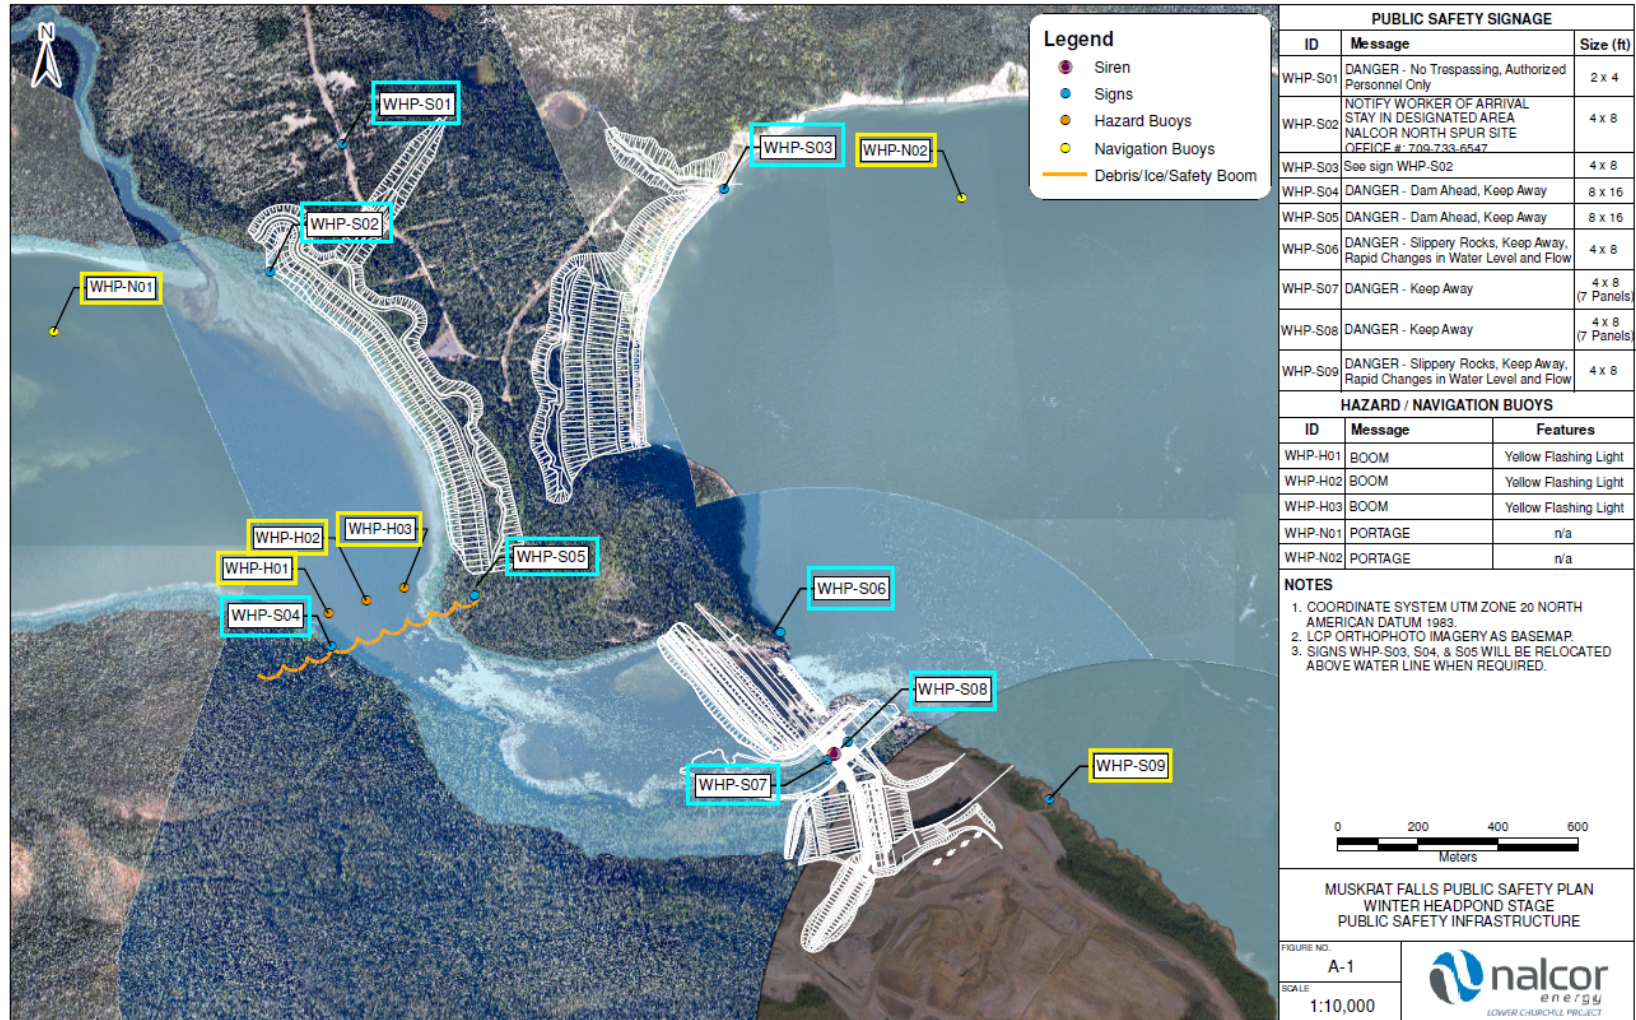 N
WHP-S01
WHP-S02
WHP-S03
WHP-N02
WHP-N01
WHP-H03
WHP-H02
WHP-H01
WHP-S04
WHP-S05
WHP-S06
WHP-S08
WHP-S07
WHP-S09
Legend
Siren
Signs
Hazard Buoys
Navigation Buoys
Debris/Ice/Safety Boom
PUBLIC SAFETY SIGNAGE
ID Message Size (ft)
WHP-S01 DANGER - No Trespassing, Authorized Personnel Only 2 x 4
WHP-S02 NOTIFY WORKER OF ARRIVAL
STAY IN DESIGNATED AREA
NALCOR NORTH SPUR SITE
OFFICE #: 709-733-6547 4 x 8
WHP-S03 See sign WHP-S02 4 x 8
WHP-S04 DANGER - Dam Ahead, Keep Away 8 x 16
WHP-S05 DANGER - Dam Ahead, Keep Away 8 x 16
WHP-S06 DANGER - Slippery Rocks, Keep Away,
Rapid Changes in Water Level and Flow 4 x 8
WHP-S07 DANGER - Keep Away 4 x 8
(7 Panels)
WHP-S08 DANGER - Keep Away 4 x 8
(7 Panels)
WHP-S09 DANGER - Slippery Rocks, Keep Away,
Rapid Changes in Water Level and Flow 4 x 8
HAZARD / NAVIGATION BUOYS
ID Message Features
WHP-H01 BOOM Yellow Flashing Light
WHP-H02 BOOM Yellow Flashing Light
WHP-H03 BOOM Yellow Flashing Light
WHP-N01 PORTAGE n/a
WHP-N02 PORTAGE n/a
NOTES
1. COORDINATE SYSTEM UTM ZONE 20 NORTH
AMERICAN DATUM 1983.
2. LCP ORTHOPHOTO IMAGERY AS BASEMAP.
3. SIGNS WHP-S03, S04, & S05 WILL BE RELOCATED
ABOVE WATER LINE WHEN REQUIRED.
0 200 400 600
Meters
MUSKRAT FALLS PUBLIC SAFETY PLAN
WINTER HEADPOND STAGE
PUBLIC SAFETY INFRASTRUCTURE
FIGURE NO.
A-1
SCALE
1:10,000
nalcor
energy
LOWER CHURCHILL PROJECT